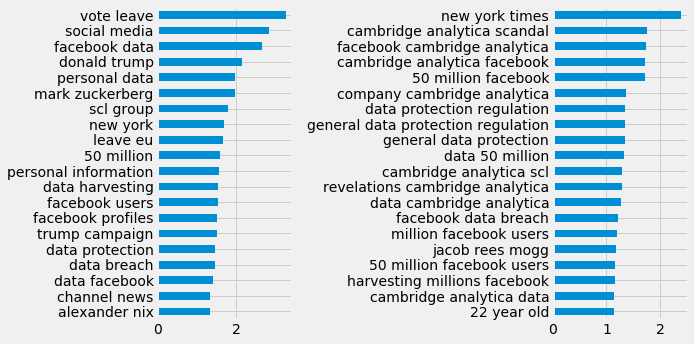 vote leave
social media
facebook data
donald trump
personal data
mark zuckerberg
scl group
new york
leave eu
50 million
personal information
data harvesting
facebook users
facebook profiles
trump campaign
data protection
data breach
data facebook
channel news
alexander nix
0 2
new york times
cambridge analytica scandal
facebook cambridge analytica
cambridge analytica facebook
50 million facebook
company cambridge analytica
data protection regulation
general data protection regulation
general data protection
data 50 million
cambridge analytica scl
revelations cambridge analytica
data cambridge analytica
facebook data breach
million facebook users
jacob rees mogg
50 million facebook users
harvesting millions facebook
cambridge analytica data
22 year old
0 1 2